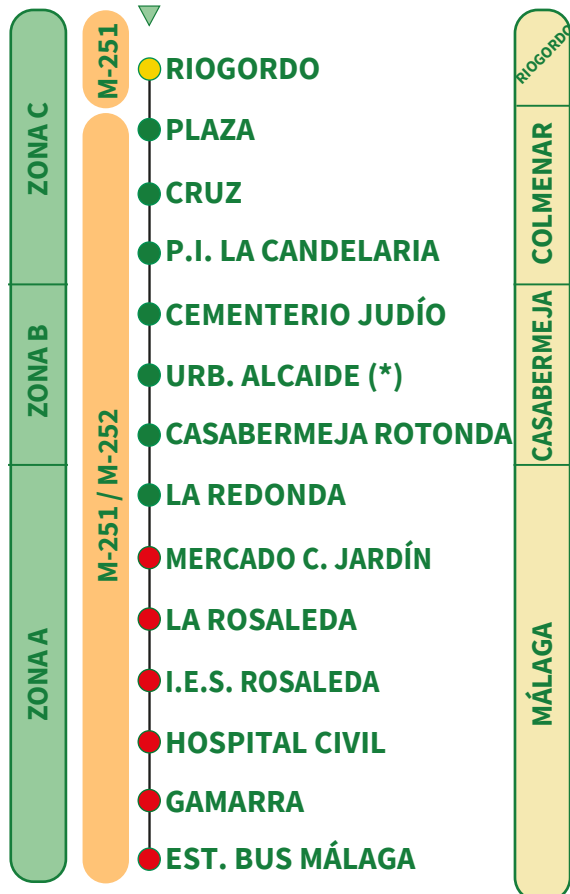 ZONA C
ZONA B
ZONA A
M-251
M-251 / M-252
RIOGORDO
PLAZA
CRUZ
P.I. LA CANDELARIA
CEMENTERIO JUDÍO
URB. ALCAIDE (*)
CASABERMEJA ROTONDA
LA REDONDA
MERCADO C. JARDÍN
LA ROSALEDA
I.E.S. ROSALEDA
HOSPITAL CIVIL
GAMARRA
EST. BUS MÁLAGA
RIOGORDO
COLMENAR
CASABERMEJA
MÁLAGA